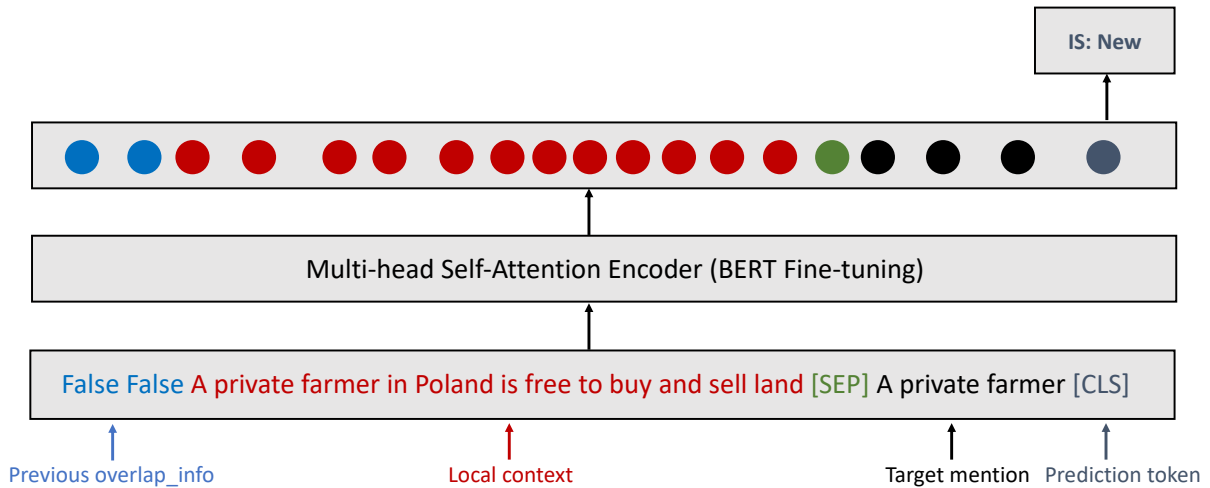 IS: New
Multi-head Self-Attention Encoder (BERT Fine-tuning)
False False A private farmer in Poland is free to buy and sell land [SEP] A private farmer [CLS]
Previous overlap_info
Local context
Target mention
Prediction token